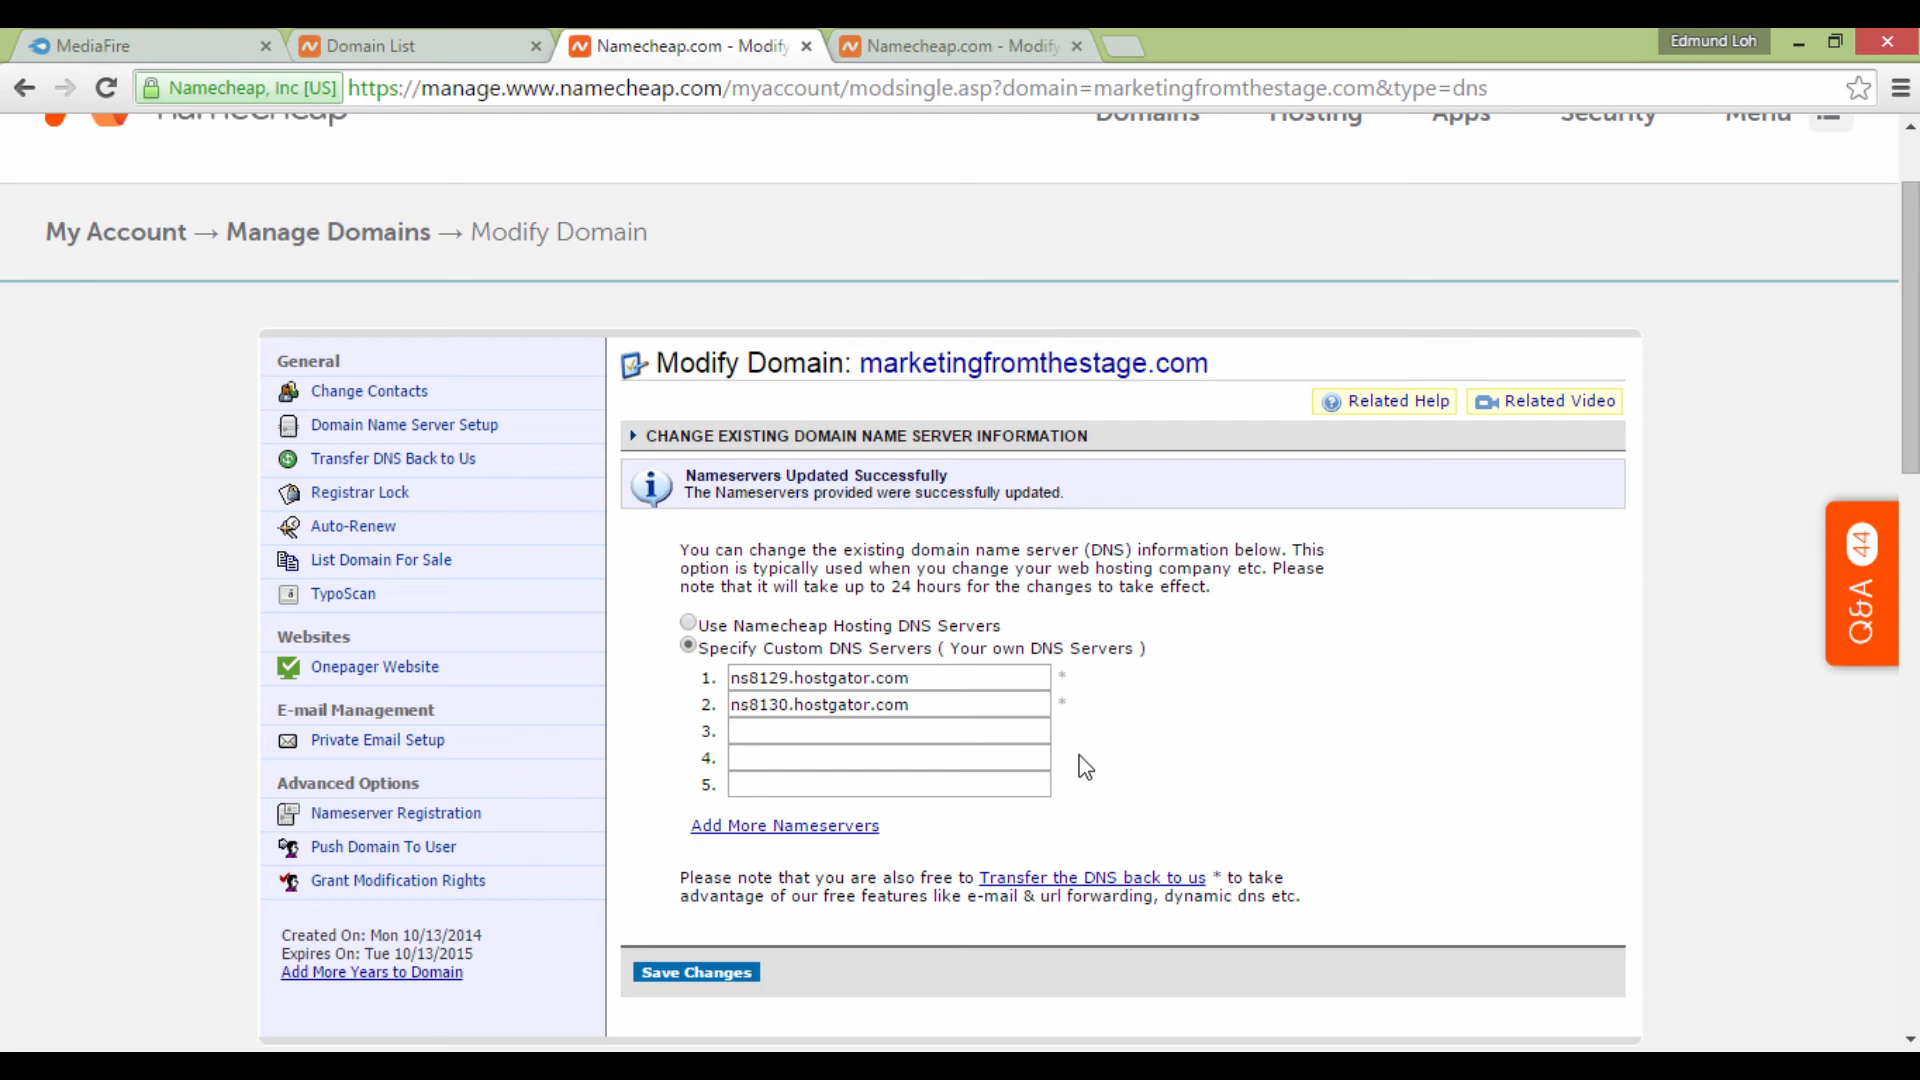 MediaFire
Domain List
Namecheap.com - Modify
Namecheap.com - Modify
Edmund Loh
Namecheap, Inc [US]
https://manage.www.namecheap.com/myaccount/modsingle.asp?domain=marketingfromthestage.com&type=dns
namecheap
Domains
Hosting
Apps
Security
Menu
My Account → Manage Domains → Modify Domain
General
Change Contacts
Domain Name Server Setup
Transfer DNS Back to Us
Registrar Lock
Auto-Renew
List Domain For Sale
TypoScan
Websites
Onepager Website
E-mail Management
Private Email Setup
Advanced Options
Nameserver Registration
Push Domain To User
Grant Modification Rights
Created On: Mon 10/13/2014
Expires On: Tue 10/13/2015
Add More Years to Domain
Modify Domain: marketingfromthestage.com
Related Help
Related Video
CHANGE EXISTING DOMAIN NAME SERVER INFORMATION
Nameservers Updated Successfully
The Nameservers provided were successfully updated.
You can change the existing domain name server (DNS) information below. This
option is typically used when you change your web hosting company etc. Please
note that it will take up to 24 hours for the changes to take effect.
Use Namecheap Hosting DNS Servers
Specify Custom DNS Servers ( Your own DNS Servers )
1. ns8129.hostgator.com *
2. ns8130.hostgator.com *
3.
4.
5.
Add More Nameservers
Please note that you are also free to Transfer the DNS back to us * to take
advantage of our free features like e-mail & url forwarding, dynamic dns etc.
Save Changes
Q&A 44